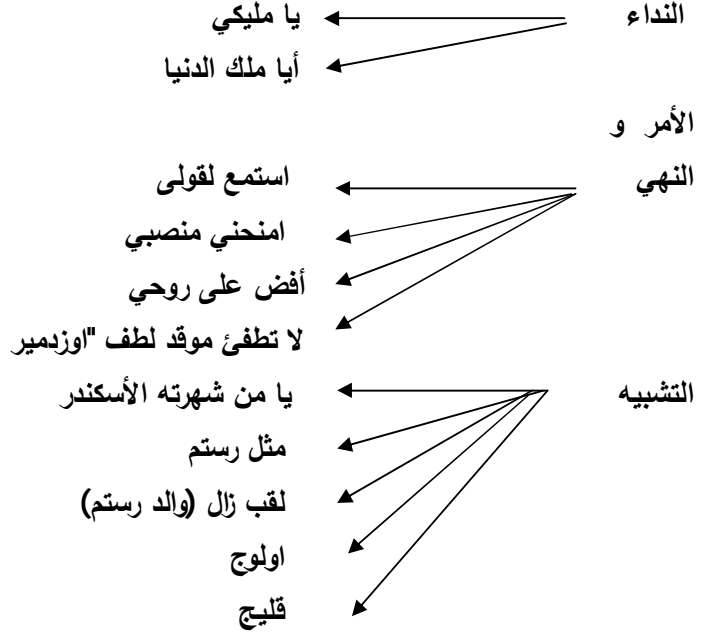 النداء يا مليكي
أيا ملك الدنيا
الأمر و
النهي استمع لقولى
امنحني منصبي
أفض على روحي
لا تطفئ موقد لطف "اوزدمير
التشبيه يا من شهرته الأسكندر
مثل رستم
لقب زال (والد رستم)
اولوج
قليج